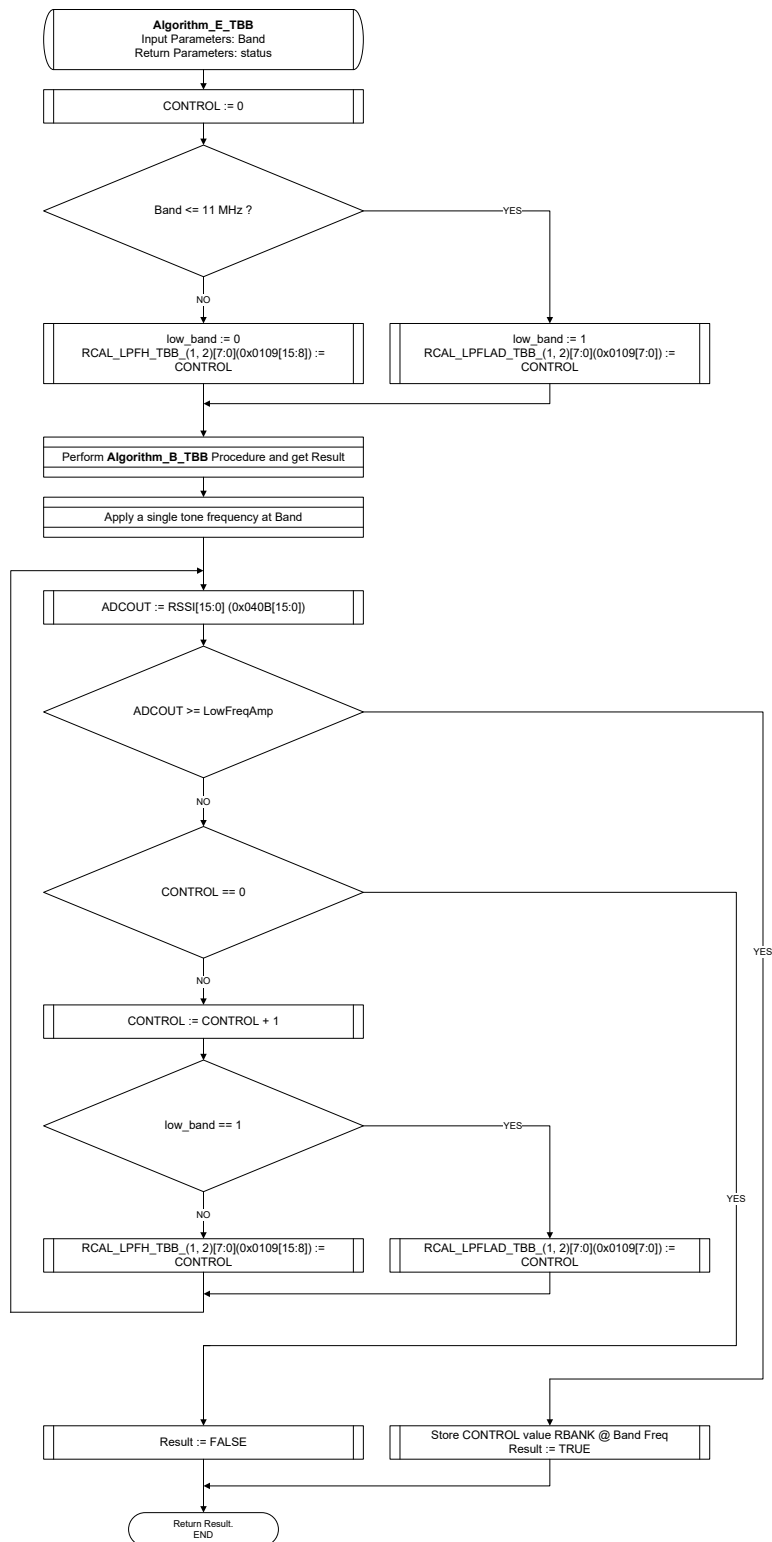 Algorithm_E_TBB
Input Parameters: Band
Return Parameters: status
CONTROL := 0
Band <= 11 MHz ?
YES
NO
low_band := 0
RCAL_LPFH_TBB_(1, 2)[7:0](0x0109[15:8]) :=
CONTROL
low_band := 1
RCAL_LPFLAD_TBB_(1, 2)[7:0](0x0109[7:0]) :=
CONTROL
Perform Algorithm_B_TBB Procedure and get Result
Apply a single tone frequency at Band
ADCOUT := RSSI[15:0] (0x040B[15:0])
ADCOUT >= LowFreqAmp
NO
CONTROL == 0
YES
NO
CONTROL := CONTROL + 1
low_band == 1
YES
YES
NO
RCAL_LPFH_TBB_(1, 2)[7:0](0x0109[15:8]) :=
CONTROL
RCAL_LPFLAD_TBB_(1, 2)[7:0](0x0109[7:0]) :=
CONTROL
Result := FALSE
Store CONTROL value RBANK @ Band Freq
Result := TRUE
Return Result.
END